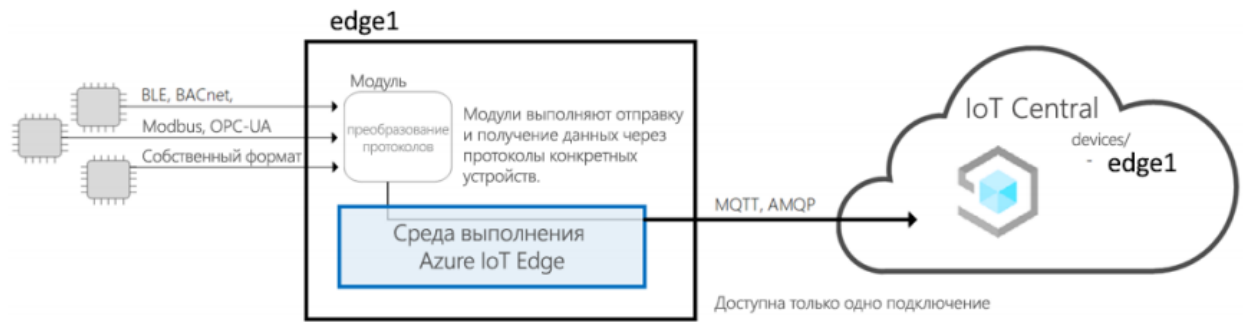 edge1
Модуль
BLE, BACnet,
Modbus, OPC-UA
Собственный формат
преобразование
протоколов
Модули выполняют отправку
и получение данных через
протоколы конкретных
устройств.
Среда выполнения
Azure IoT Edge
MQTT, AMQP
Доступна только одно подключение
IoT Central
devices/
- edge1